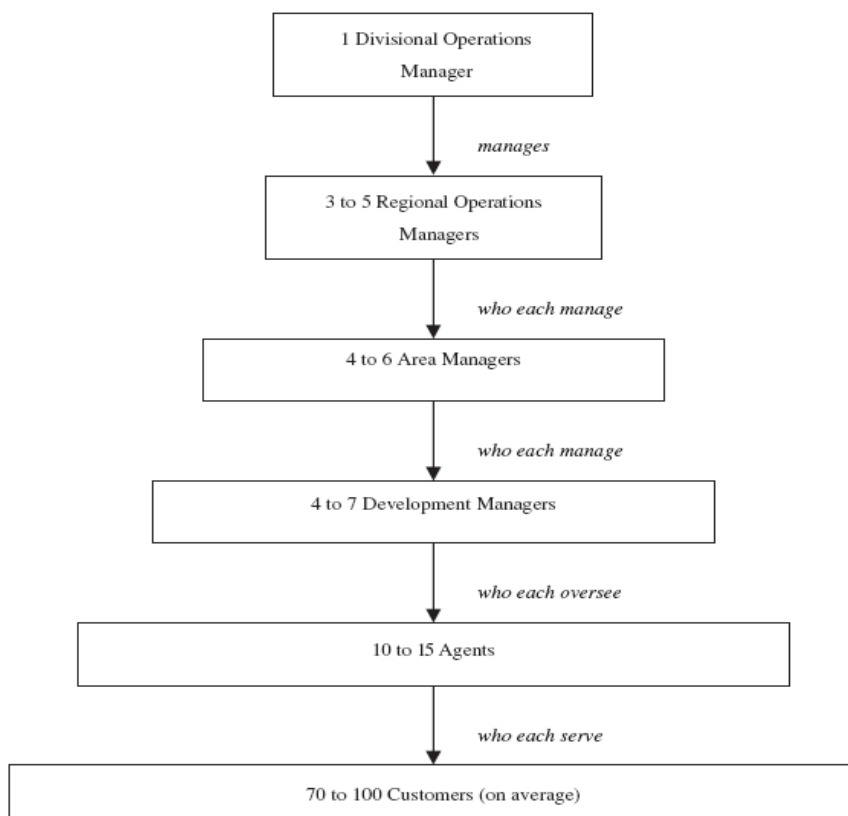 1 Divisional Operations
Manager
manages
3 to 5 Regional Operations
Managers
who each manage
4 to 6 Area Managers
who each manage
4 to 7 Development Managers
who each oversee
10 to 15 Agents
who each serve
70 to 100 Customers (on average)